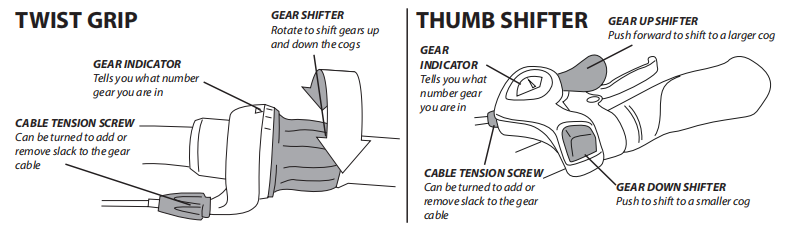 TWIST GRIP
GEAR SHIFTER
Rotate to shift gears up
and down the cogs
GEAR INDICATOR
Tells you what number
gear you are in
CABLE TENSION SCREW
Can be turned to add or
remove slack to the gear
cable
THUMB SHIFTER
GEAR UP SHIFTER
Push forward to shift to a larger cog
GEAR
INDICATOR
Tells you what
number gear
you are in
CABLE TENSION SCREW
Can be turned to add or
remove slack to the gear
cable
GEAR DOWN SHIFTER
Push to shift to a smaller cog